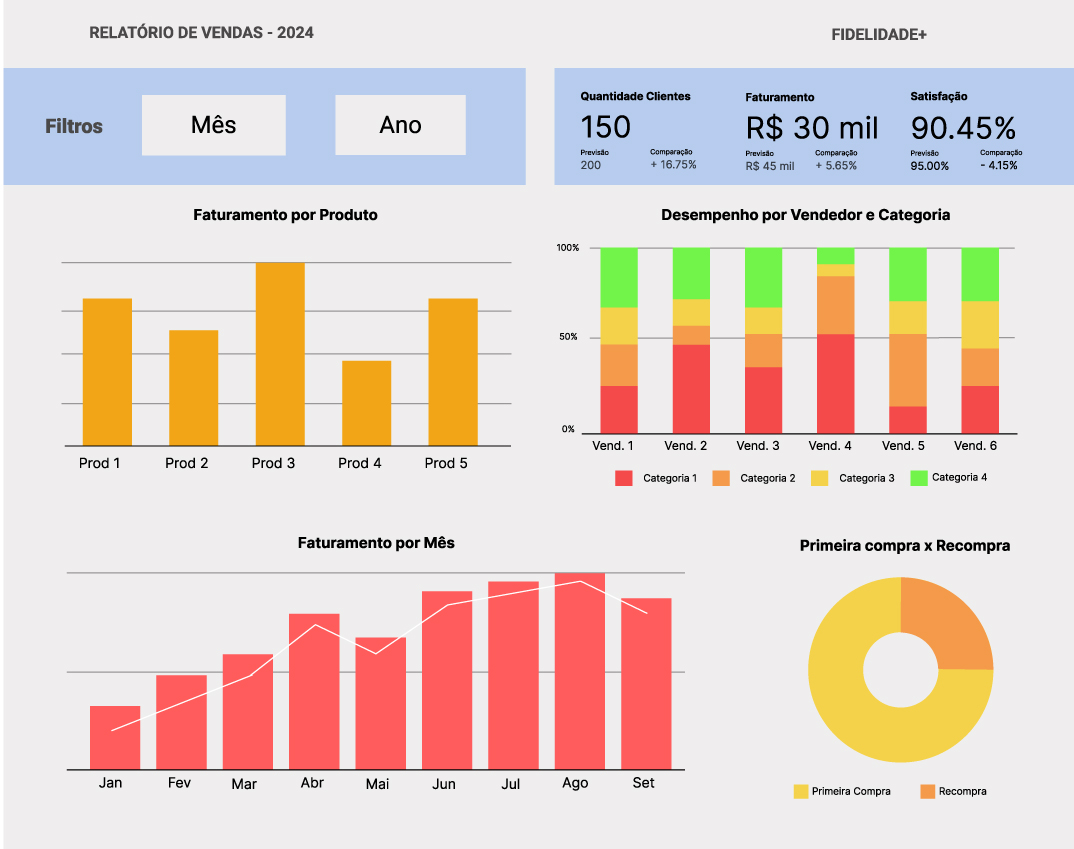 RELATÓRIO DE VENDAS - 2024
FIDELIDADE+
Filtros
Mês
Ano
Quantidade Clientes
150
Previsão
200
Comparação
+ 16.75%
Faturamento
R$ 30 mil
Previsão
R$ 45 mil
Comparação
+ 5.65%
Satisfação
90.45%
Previsão
95.00%
Comparação
- 4.15%
Faturamento por Produto
Prod 1
Prod 2
Prod 3
Prod 4
Prod 5
Desempenho por Vendedor e Categoria
100%
50%
0%
Vend. 1
Vend. 2
Vend. 3
Vend. 4
Vend. 5
Vend. 6
Categoria 1
Categoria 2
Categoria 3
Categoria 4
Faturamento por Mês
Jan
Fev
Mar
Abr
Mai
Jun
Jul
Ago
Set
Primeira compra x Recompra
Primeira Compra
Recompra